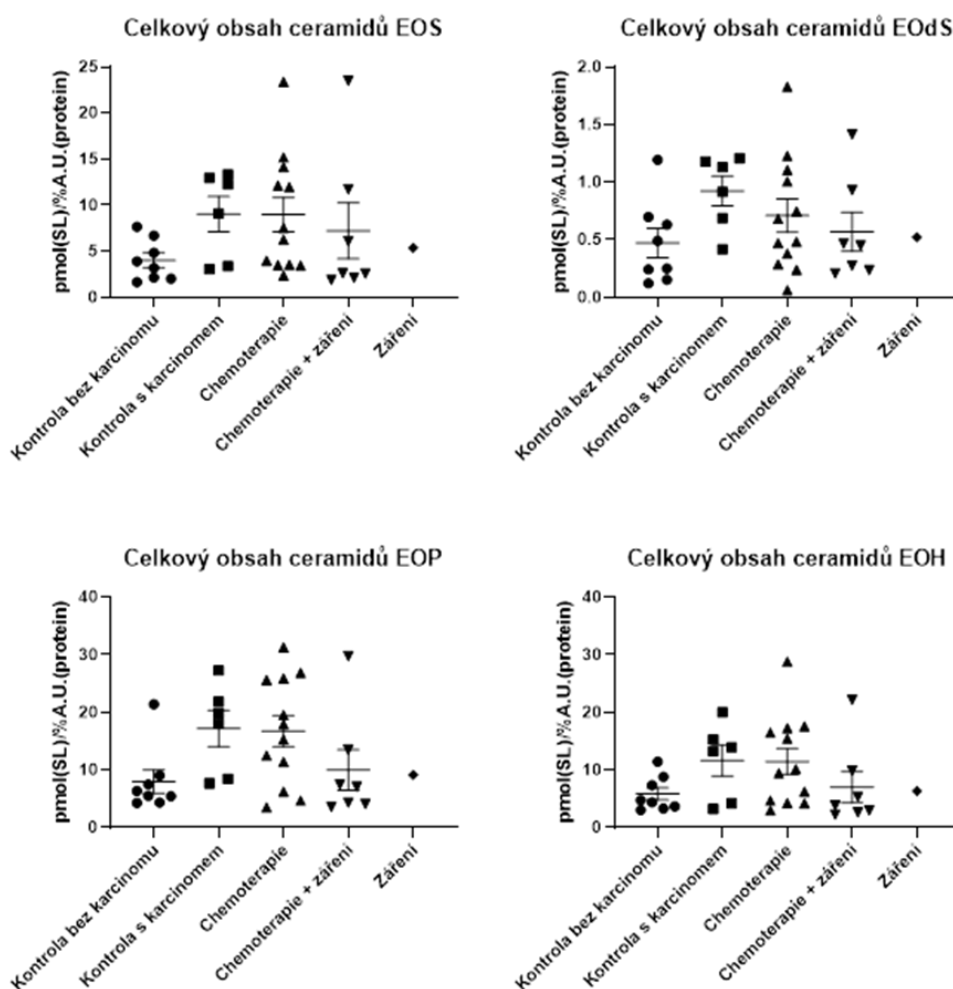 Celkový obsah ceramidů EOS
pmol(SL)/%A.U.(protein)
25
20
15
10
5
0
Kontrola bez karcinomu
Kontrola s karcinomem
Chemoterapie
Chemoterapie + záření
Záření
Celkový obsah ceramidů EOdS
pmol(SL)/%A.U.(protein)
2.0
1.5
1.0
0.5
0.0
Kontrola bez karcinomu
Kontrola s karcinomem
Chemoterapie
Chemoterapie + záření
Záření
Celkový obsah ceramidů EOP
pmol(SL)/%A.U.(protein)
40
30
20
10
0
Kontrola bez karcinomu
Kontrola s karcinomem
Chemoterapie
Chemoterapie + záření
Záření
Celkový obsah ceramidů EOH
pmol(SL)/%A.U.(protein)
40
30
20
10
0
Kontrola bez karcinomu
Kontrola s karcinomem
Chemoterapie
Chemoterapie + záření
Záření